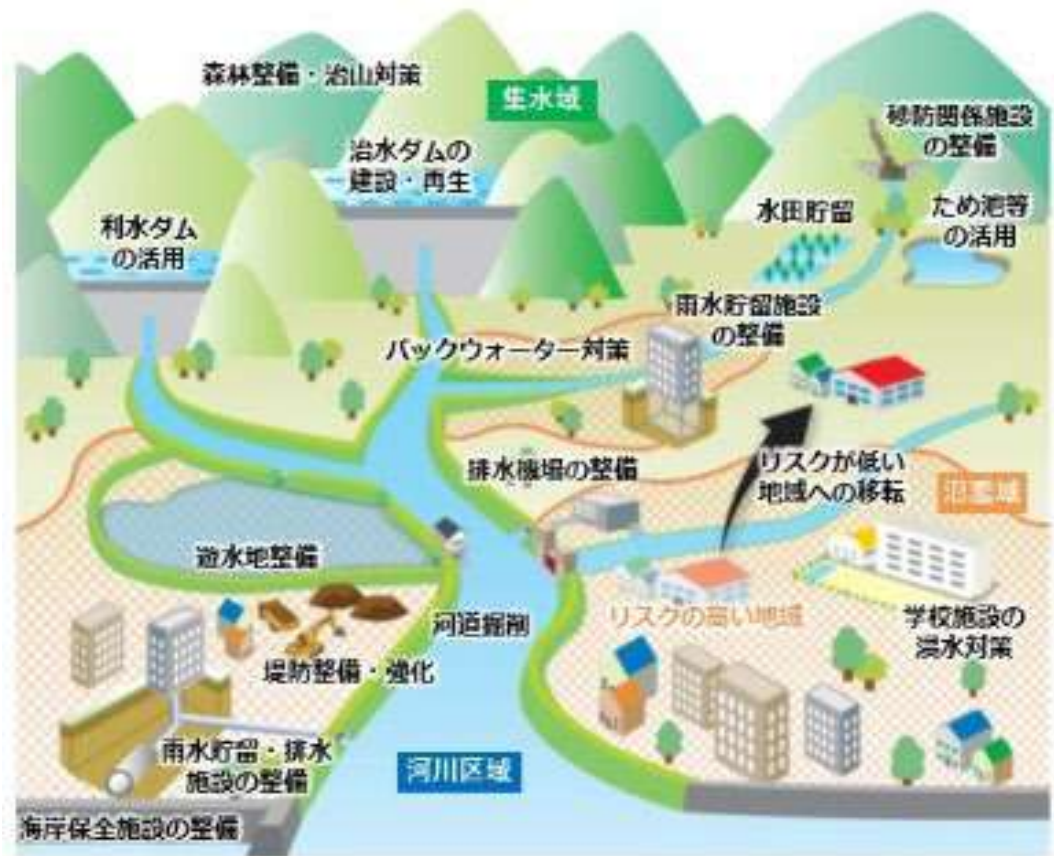 森林整備・治山対策
集水域
砂防関係施設
の整備
治水ダムの
建設・再生
水田貯留
ため池等
の活用
利水ダム
の活用
雨水貯留施設
の整備
バックウォーター対策
排水機場の整備
リスクが低い
地域への移転
氾濫域
遊水地整備
リスクの高い地域
学校施設の
浸水対策
河道掘削
堤防整備・強化
雨水貯留・排水
施設の整備
河川区域
海岸保全施設の整備